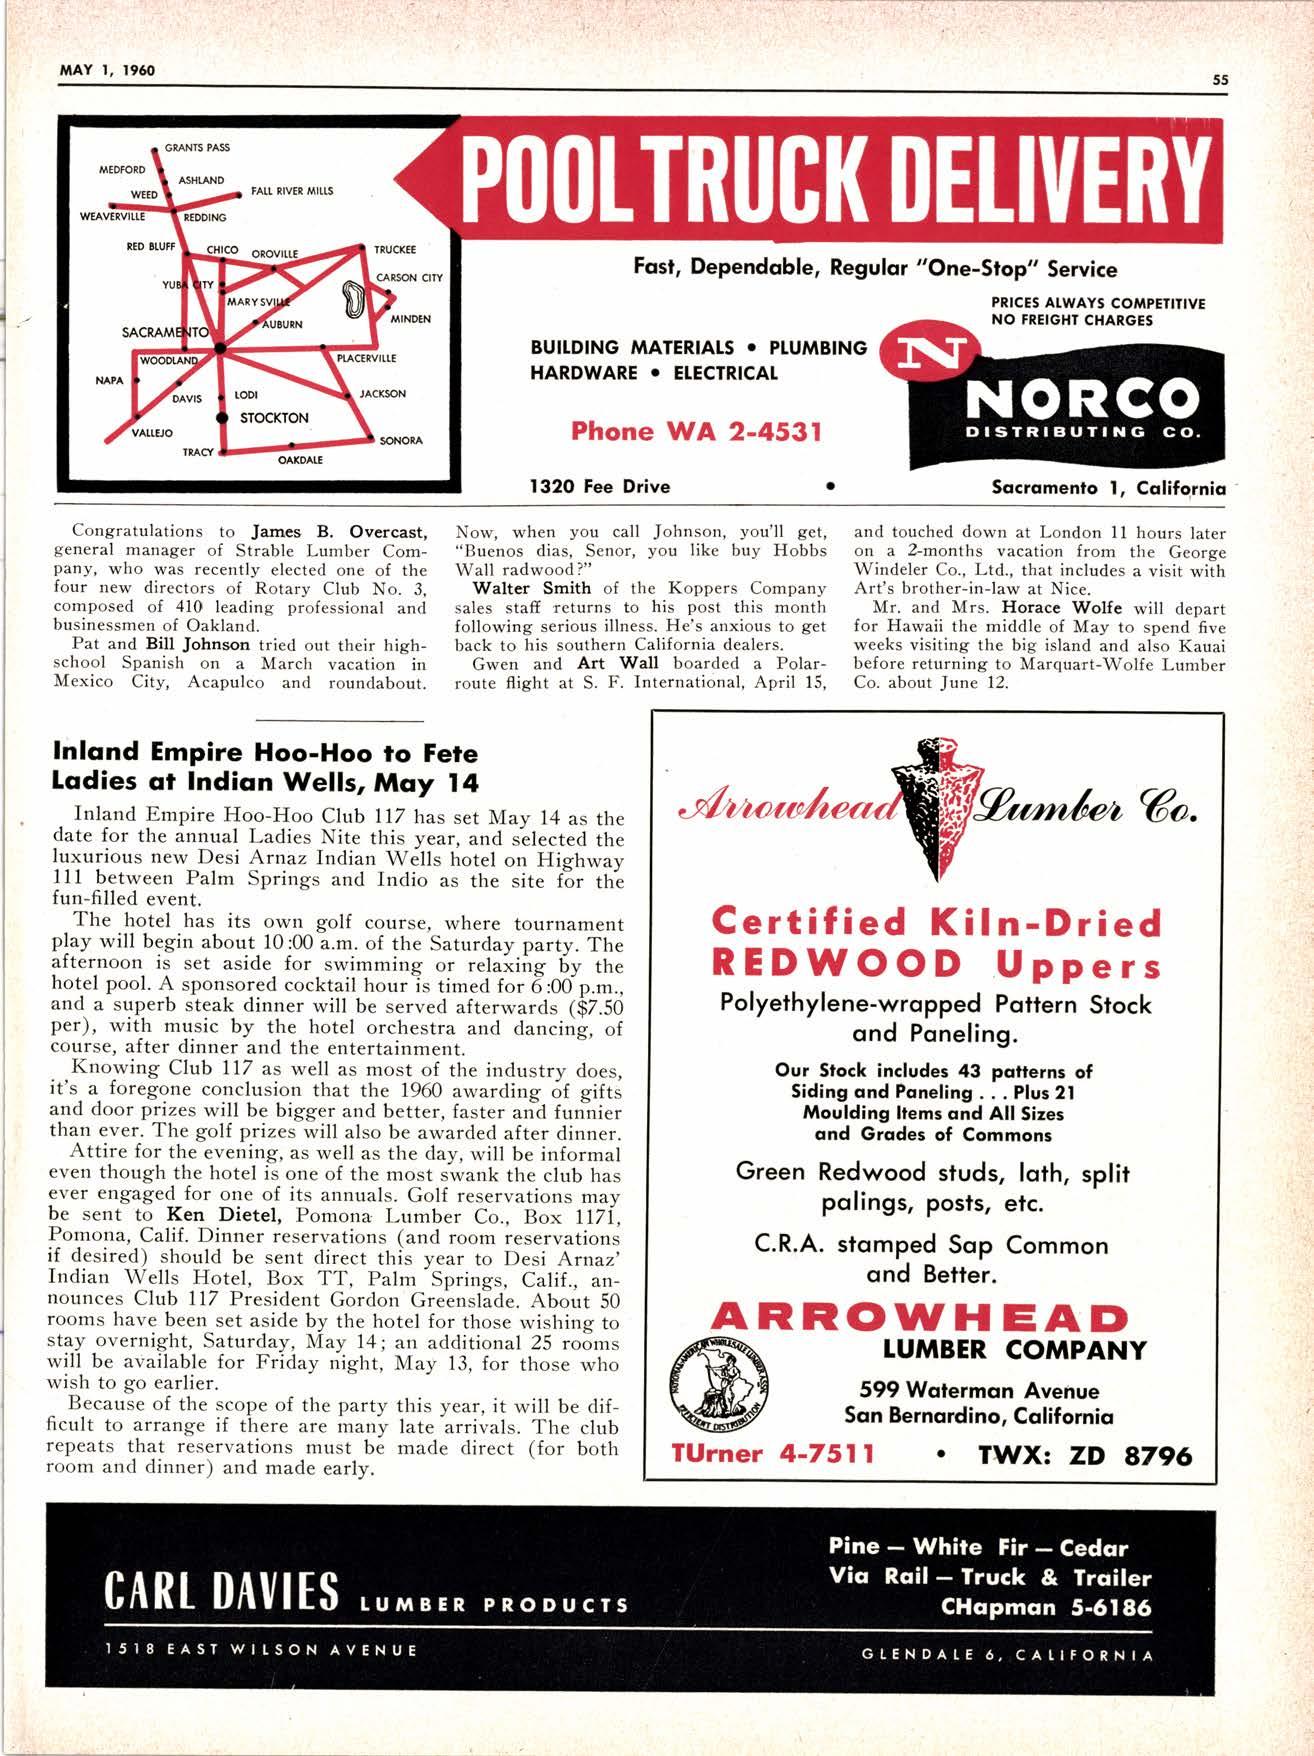 MAY 1, 1960
55
GRANTS PASS
MEDFORD
ASHLAND
WEED
FALL RIVER MILLS
WEAVERVILLE
REDDING
RED BLUFF
CHICO
OROVILLE
TRUCKEE
CARSON CITY
YUBA CITY
MARYSVILLE
MINDEN
AUBURN
SACRAMENTO
WOODLAND
PLACERVILLE
NAPA
DAVIS
LODI
JACKSON
STOCKTON
VALLEJO
SONORA
TRACY
OAKDALE
POOL TRUCK DELIVERY
Fast, Dependable, Regular "One-Stop" Service
PRICES ALWAYS COMPETITIVE
NO FREIGHT CHARGES
BUILDING MATERIALS • PLUMBING
HARDWARE • ELECTRICAL
N
NORCO
DISTRIBUTING CO.
Phone WA 2-4531
1320 Fee Drive • Sacramento 1, California
Congratulations to James B. Overcast,
general manager of Strable Lumber Com-
pany, who was recently elected one of the
four new directors of Rotary Club No. 3,
composed of 410 leading professional and
businessmen of Oakland.
Pat and Bill Johnson tried out their high-
school Spanish on a March vacation in
Mexico City, Acapulco and roundabout.
Now, when you call Johnson, you'll get,
"Buenos dias, Senor, you like buy Hobbs
Wall radwood?"
Walter Smith of the Koppers Company
sales staff returns to his post this month
following serious illness. He's anxious to get
back to his southern California dealers.
Gwen and Art Wall boarded a Polar-
route flight at S. F. International, April 15,
and touched down at London 11 hours later
on a 2-months vacation from the George
Windeler Co., Ltd., that includes a visit with
Art's brother-in-law at Nice.
Mr. and Mrs. Horace Wolfe will depart
for Hawaii the middle of May to spend five
weeks visiting the big island and also Kauai
before returning to Marquart-Wolfe Lumber
Co. about June 12.
Inland Empire Hoo-Hoo to Fete
Ladies at Indian Wells, May 14
Inland Empire Hoo-Hoo Club 117 has set May 14 as the
date for the annual Ladies Nite this year, and selected the
luxurious new Desi Arnaz Indian Wells hotel on Highway
111 between Palm Springs and Indio as the site for the
fun-filled event.
The hotel has its own golf course, where tournament
play will begin about 10:00 a.m. of the Saturday party. The
afternoon is set aside for swimming or relaxing by the
hotel pool. A sponsored cocktail hour is timed for 6:00 p.m.,
and a superb steak dinner will be served afterwards ($7.50
per), with music by the hotel orchestra and dancing, of
course, after dinner and the entertainment.
Knowing Club 117 as well as most of the industry does,
it's a foregone conclusion that the 1960 awarding of gifts
and door prizes will be bigger and better, faster and funnier
than ever. The golf prizes will also be awarded after dinner.
Attire for the evening, as well as the day, will be informal
even though the hotel is one of the most swank the club has
ever engaged for one of its annuals. Golf reservations may
be sent to Ken Dietel, Pomona Lumber Co., Box 1171,
Pomona, Calif. Dinner reservations (and room reservations
if desired) should be sent direct this year to Desi Arnaz'
Indian Wells Hotel, Box TT, Palm Springs, Calif., an-
nounces Club 117 President Gordon Greenslade. About 50
rooms have been set aside by the hotel for those wishing to
stay overnight, Saturday, May 14; an additional 25 rooms
will be available for Friday night, May 13, for those who
wish to go earlier.
Because of the scope of the party this year, it will be dif-
ficult to arrange if there are many late arrivals. The club
repeats that reservations must be made direct (for both
room and dinner) and made early.
Arrowhead Lumber Co.
Certified Kiln-Dried
REDWOOD Uppers
Polyethylene-wrapped Pattern Stock
and Paneling.
Our Stock includes 43 patterns of
Siding and Paneling . . . Plus 21
Moulding Items and All Sizes
and Grades of Commons
Green Redwood studs, lath, split
palings, posts, etc.
C.R.A. stamped Sap Common
and Better.
ARROWHEAD
LUMBER COMPANY
NATIONAL-AMERICAN WHOLESALE LUMBER ASSN.
EFFICIENT DISTRIBUTION
599 Waterman Avenue
San Bernardino, California
TUrner 4-7511 • TWX: ZD 8796
CARL DAVIES LUMBER PRODUCTS
1518 EAST WILSON AVENUE
Pine — White Fir — Cedar
Via Rail — Truck & Trailer
CHapman 5-6186
GLENDALE 6, CALIFORNIA